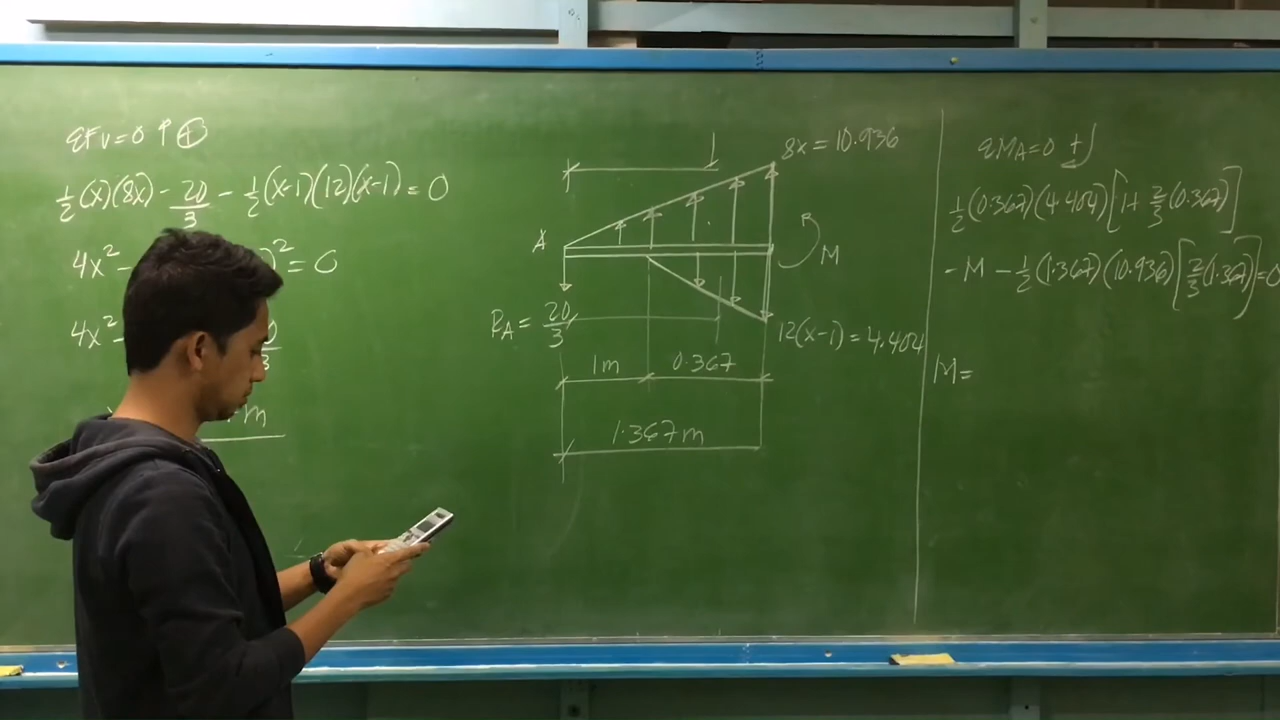 ΣFv=0 ↑ ⊕
1/2 (x)(8x) - 20/3 - 1/2 (x-1)(12)(x-1) = 0
4x² - )² = 0
4x² -
m
8x = 10.936
A
M
RA = 20/3
12(x-1) = 4.404
1m 0.367
1.367m
ΣMA=0 +
1/2 (0.367)(4.404)[1+ 2/3 (0.367)]
- M - 1/2 (1.367)(10.936)[2/3 (1.367)] = 0
M=